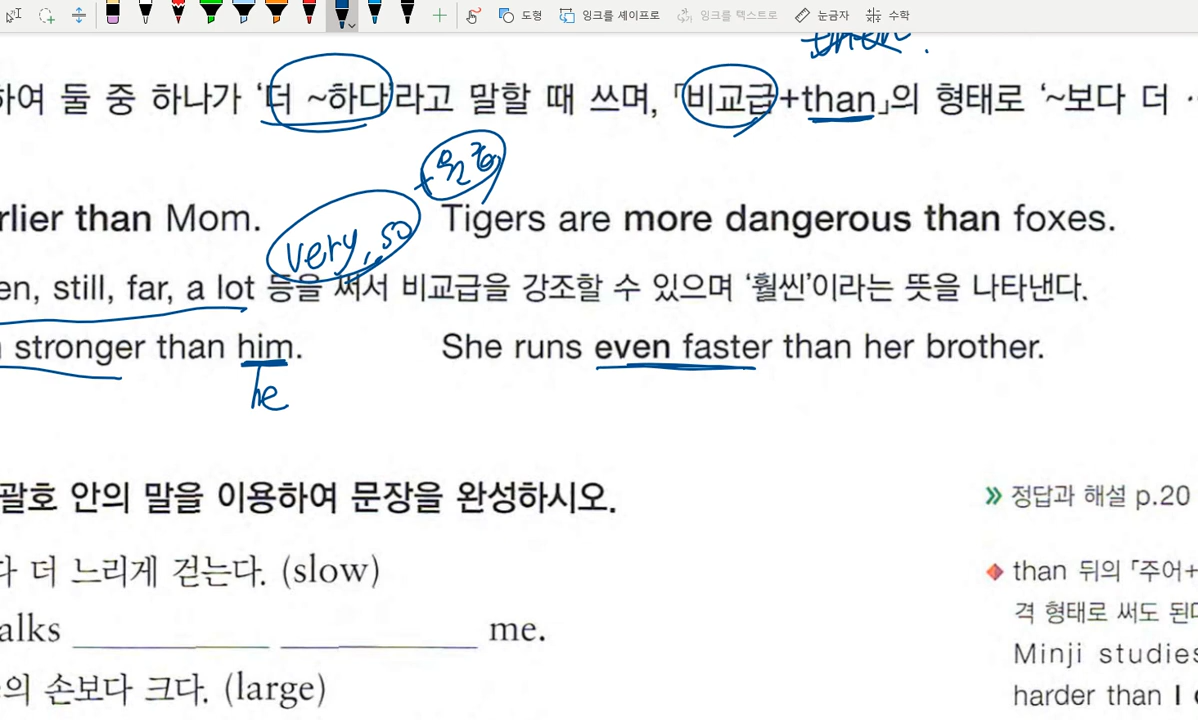 도형 잉크를 셰이프로 잉크를 텍스트로 눈금자 수학
than.
하여 둘 중 하나가 '더 ~하다'라고 말할 때 쓰며, 「비교급+than」의 형태로 '~보다 더 ·
+원급
rlier than Mom. Tigers are more dangerous than foxes.
very, so
en, still, far, a lot 등을 써서 비교급을 강조할 수 있으며 '훨씬'이라는 뜻을 나타낸다.
stronger than him. She runs even faster than her brother.
he
괄호 안의 말을 이용하여 문장을 완성하시오.
정답과 해설 p.20
다 더 느리게 걷는다. (slow)
than 뒤의 「주어+
격 형태로 써도 된다
alks me.
Minji studies
의 손보다 크다. (large)
harder than I